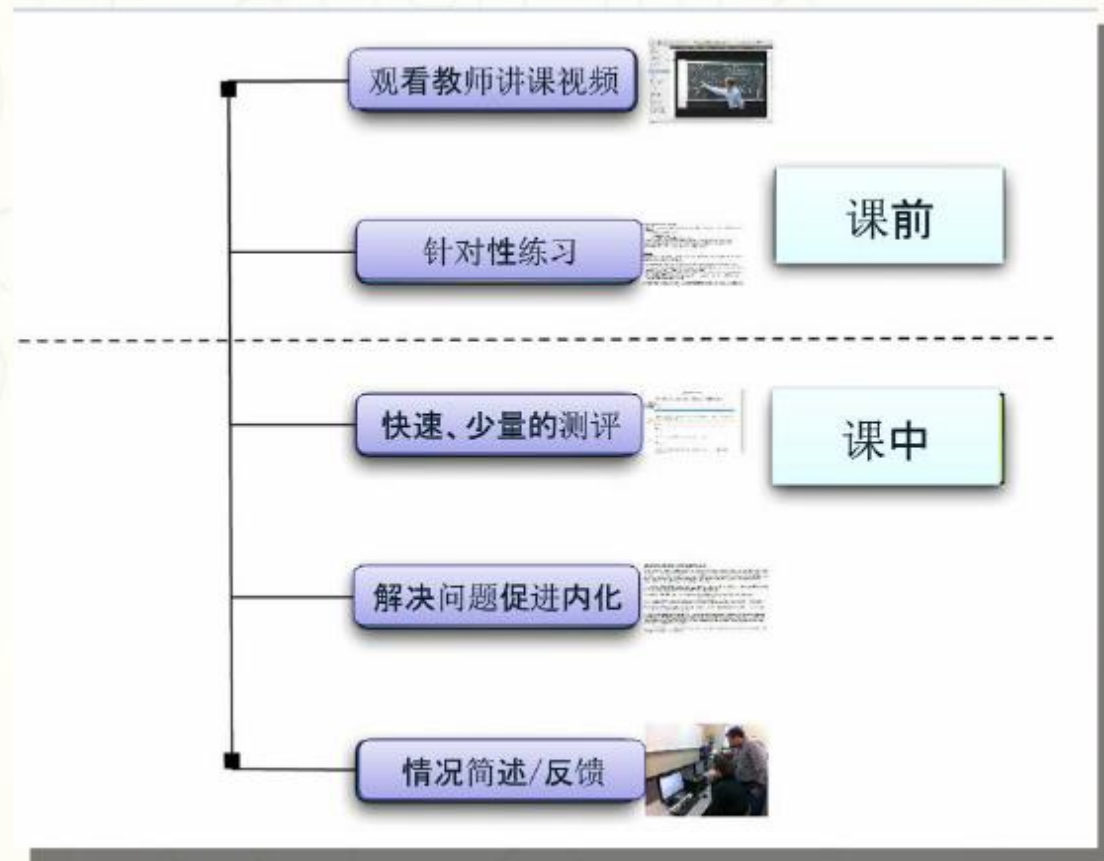 观看教师讲课视频
课前
针对性练习
快速、少量的测评
课中
解决问题促进内化
情况简述/反馈